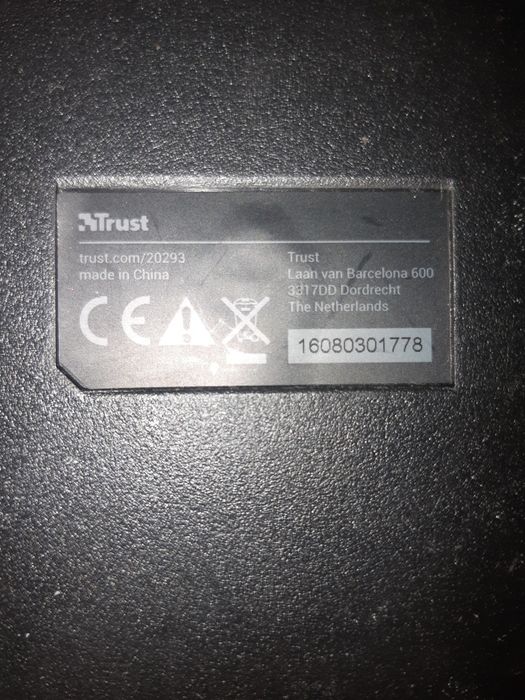 Trust
trust.com/20293
made in China
Trust
Laan van Barcelona 600
3317DD Dordrecht
The Netherlands
CE
16080301778